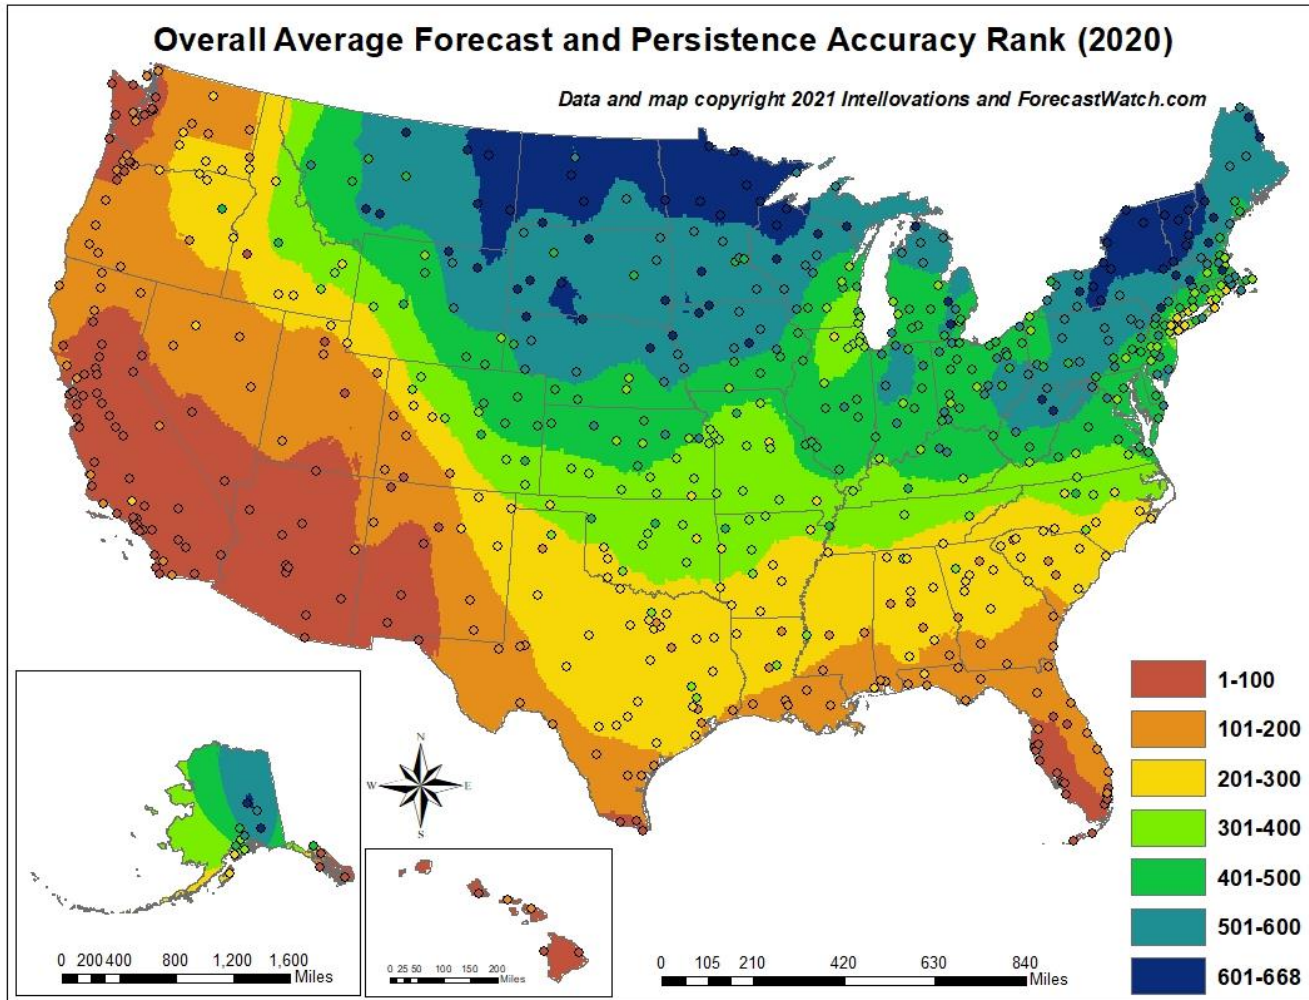 Overall Average Forecast and Persistence Accuracy Rank (2020)
Data and map copyright 2021 Intellovations and ForecastWatch.com
1-100
101-200
201-300
301-400
401-500
501-600
601-668
N
W E
S
0 200 400 800 1,200 1,600
Miles
0 25 50 100 150 200
Miles
0 105 210 420 630 840
Miles